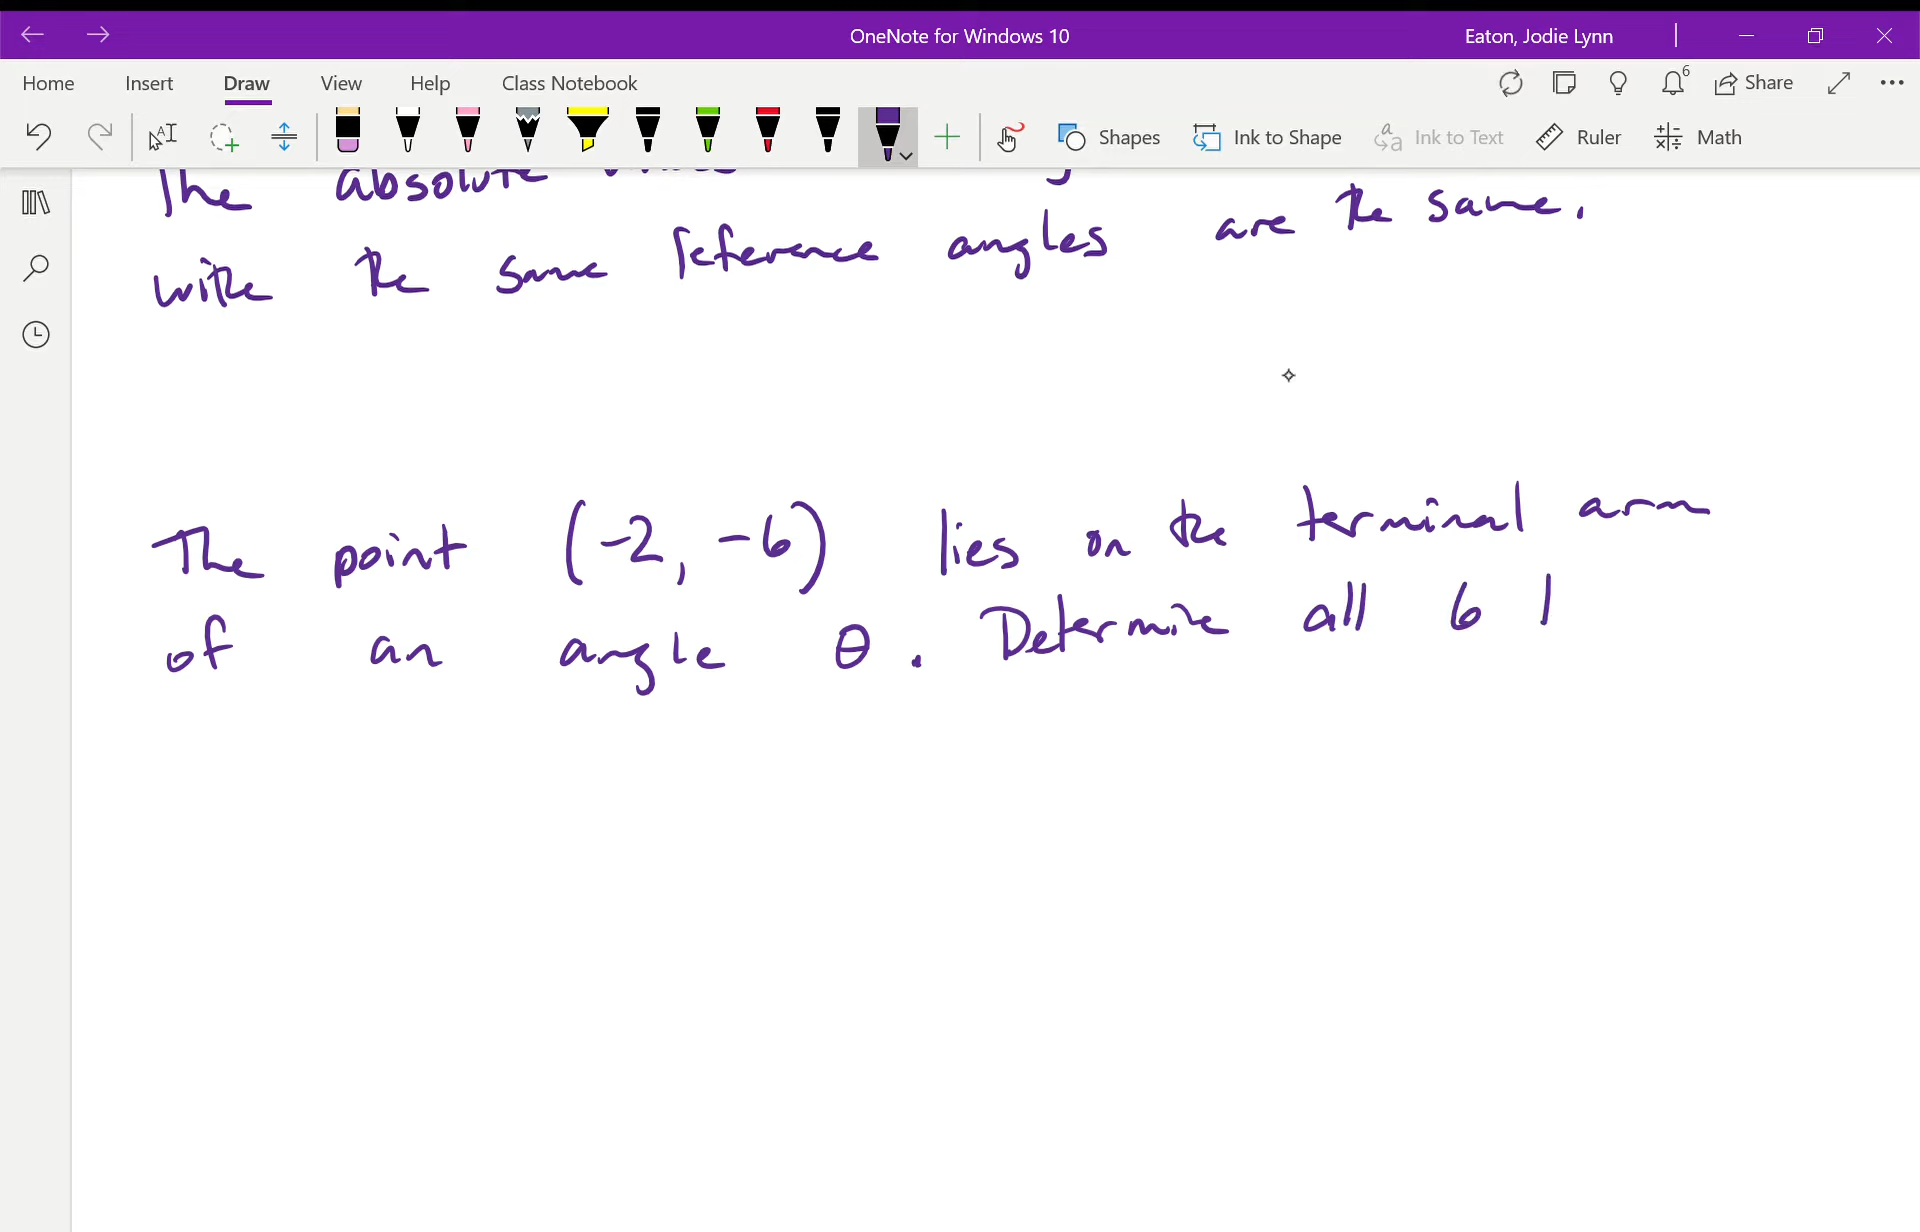 OneNote for Windows 10
Eaton, Jodie Lynn
Home Insert Draw View Help Class Notebook
6
Share
Shapes Ink to Shape Ink to Text Ruler Math
The absolute
with the same reference angles are the same.
The point (-2, -6) lies on the terminal arm
of an angle θ. Determine all 6